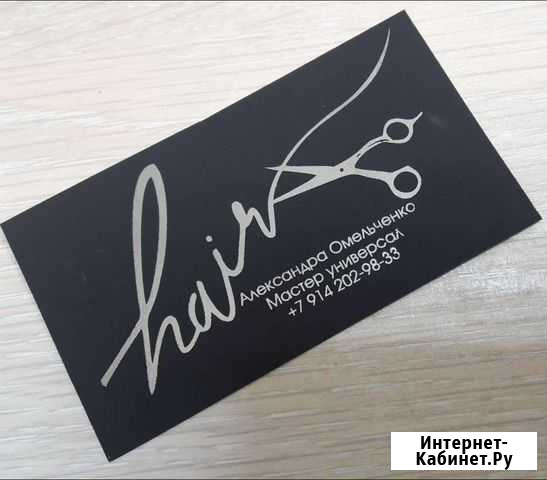 hair
Александра Омельченко
Мастер универсал
+7 914 202-98-33
Интернет-
Кабинет.Ру